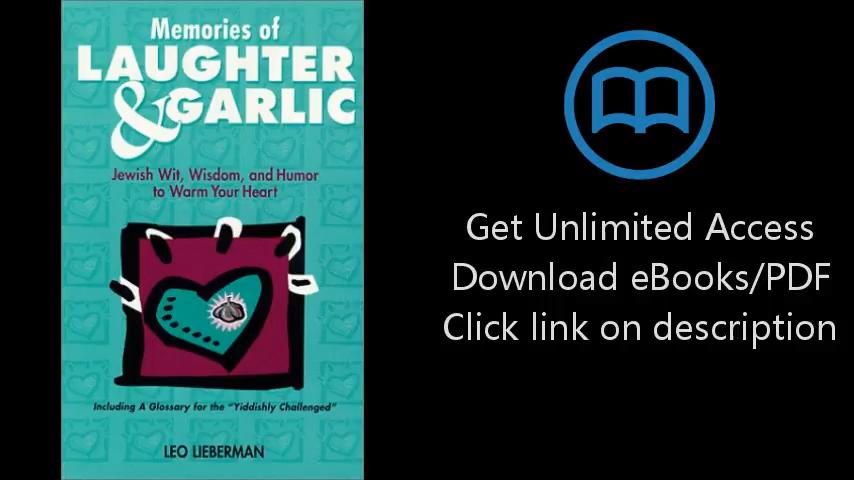 Memories of
LAUGHTER
& GARLIC
Jewish Wit, Wisdom, and Humor
to Warm Your Heart
Including A Glossary for the "Yiddishly Challenged"
LEO LIEBERMAN
Get Unlimited Access
Download eBooks/PDF
Click link on description